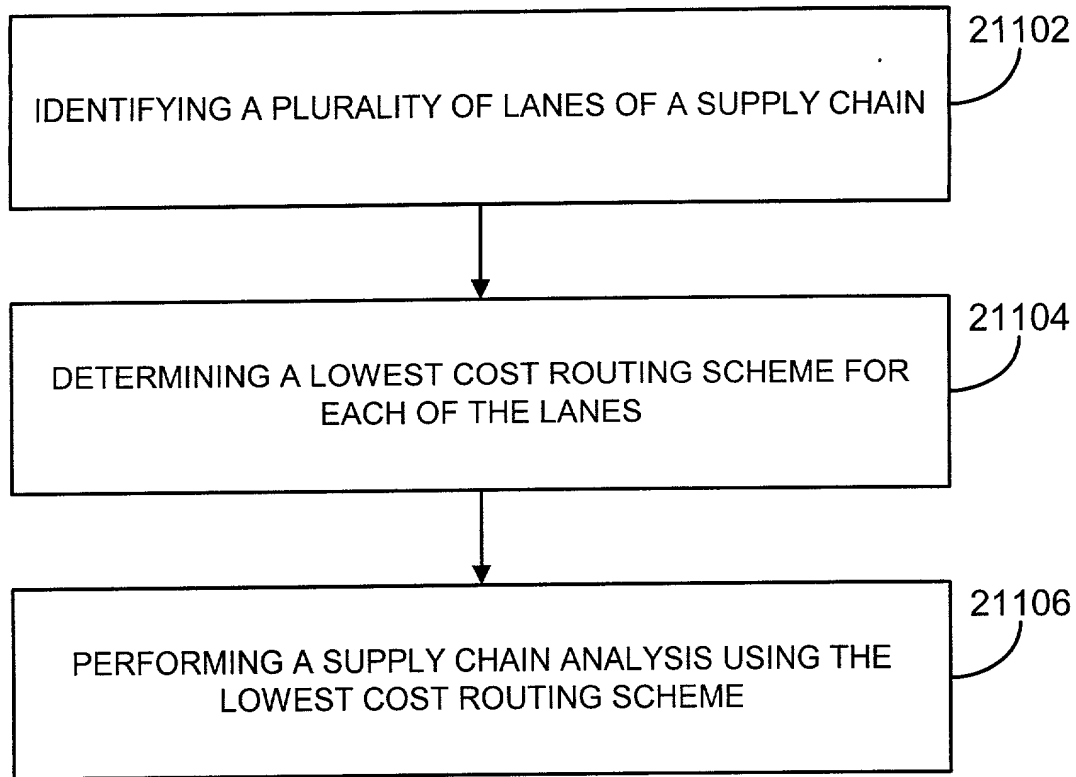 21102
IDENTIFYING A PLURALITY OF LANES OF A SUPPLY CHAIN
21104
DETERMINING A LOWEST COST ROUTING SCHEME FOR
EACH OF THE LANES
21106
PERFORMING A SUPPLY CHAIN ANALYSIS USING THE
LOWEST COST ROUTING SCHEME